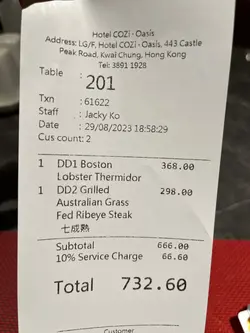 Hotel COZi · Oasis
Address: LG/F, Hotel COZi · Oasis, 443 Castle
Peak Road, Kwai Chung, Hong Kong
Tel: 3891 1928
Table : 201
Txn : 61622
Staff : Jacky Ko
Date : 29/08/2023 18:58:29
Cus count: 2
1 DD1 Boston 368.00
Lobster Thermidor
1 DD2 Grilled 298.00
Australian Grass
Fed Ribeye Steak
七成熟
Subtotal 666.00
10% Service Charge 66.60
Total 732.60
Customer